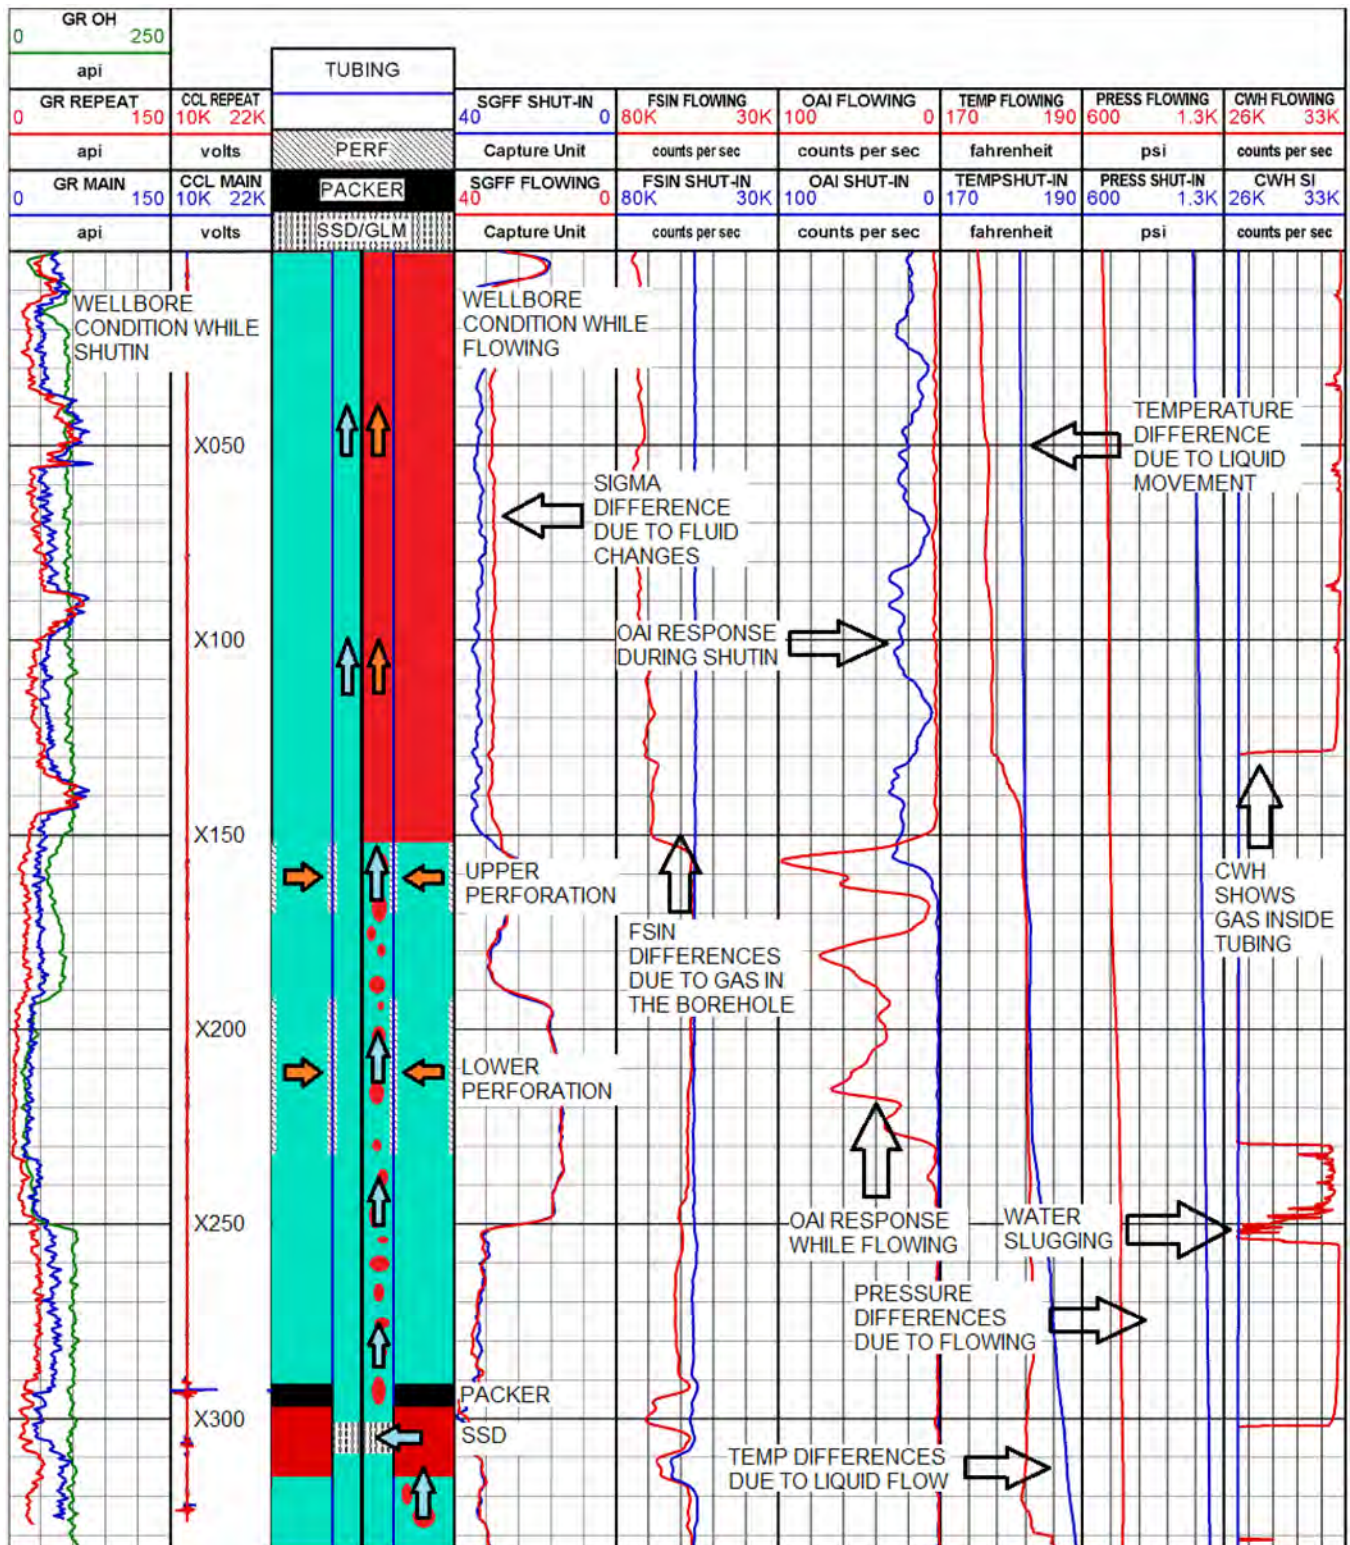 GR OH
0 250
api
TUBING
GR REPEAT
0 150
api
CCL REPEAT
10K 22K
volts
PERF
SGFF SHUT-IN
40 0
Capture Unit
FSIN FLOWING
80K 30K
counts per sec
OAI FLOWING
100 0
counts per sec
TEMP FLOWING
170 190
fahrenheit
PRESS FLOWING
600 1.3K
psi
CWH FLOWING
26K 33K
counts per sec
GR MAIN
0 150
api
CCL MAIN
10K 22K
volts
PACKER
SSD/GLM
SGFF FLOWING
40 0
Capture Unit
FSIN SHUT-IN
80K 30K
counts per sec
OAI SHUT-IN
100 0
counts per sec
TEMPSHUT-IN
170 190
fahrenheit
PRESS SHUT-IN
600 1.3K
psi
CWH SI
26K 33K
counts per sec
WELLBORE
CONDITION WHILE
SHUTIN
WELLBORE
CONDITION WHILE
FLOWING
TEMPERATURE
DIFFERENCE
DUE TO LIQUID
MOVEMENT
X050
SIGMA
DIFFERENCE
DUE TO FLUID
CHANGES
X100
OAI RESPONSE
DURING SHUTIN
X150
UPPER
PERFORATION
CWH
SHOWS
GAS INSIDE
TUBING
FSIN
DIFFERENCES
DUE TO GAS IN
THE BOREHOLE
X200
LOWER
PERFORATION
X250
OAI RESPONSE
WHILE FLOWING
WATER
SLUGGING
PRESSURE
DIFFERENCES
DUE TO FLOWING
PACKER
X300
SSD
TEMP DIFFERENCES
DUE TO LIQUID FLOW